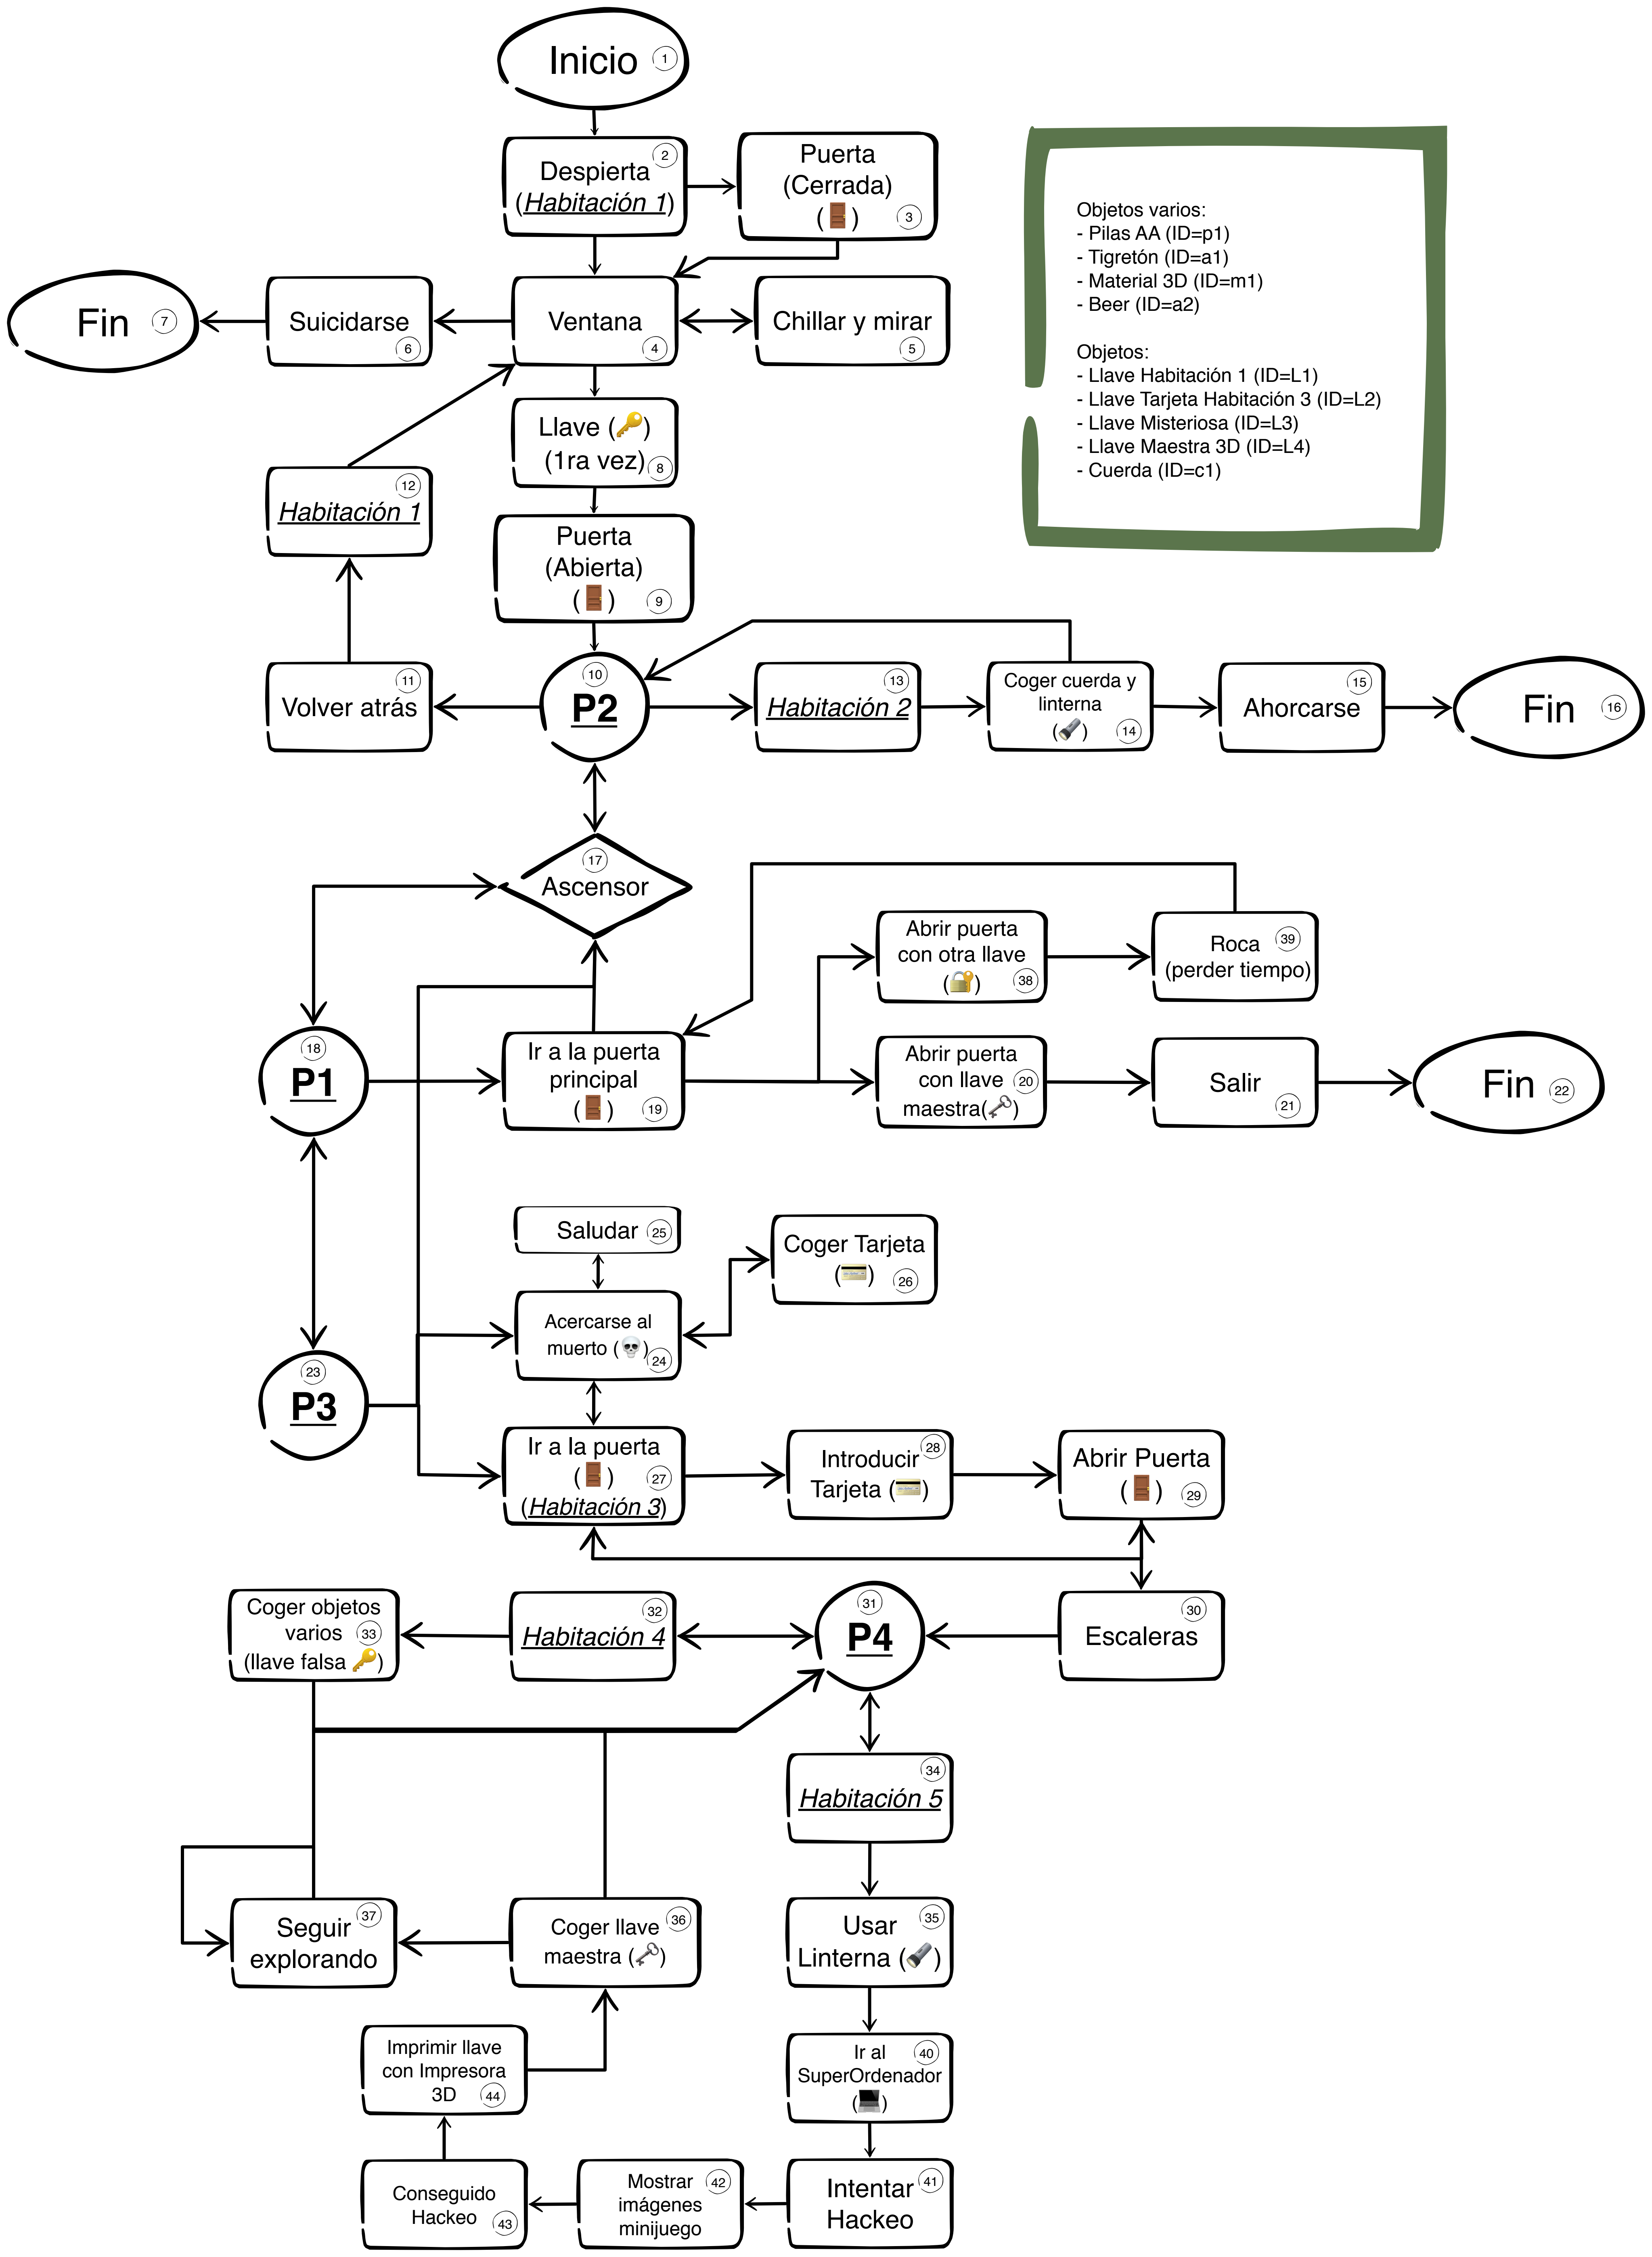 Inicio 1
Despierta 2
(Habitación 1)
Puerta
(Cerrada)
(🚪) 3
Objetos varios:
- Pilas AA (ID=p1)
- Tigretón (ID=a1)
- Material 3D (ID=m1)
- Beer (ID=a2)
Objetos:
- Llave Habitación 1 (ID=L1)
- Llave Tarjeta Habitación 3 (ID=L2)
- Llave Misteriosa (ID=L3)
- Llave Maestra 3D (ID=L4)
- Cuerda (ID=c1)
Fin 7
Suicidarse
6
Ventana
4
Chillar y mirar
5
Llave (🔑)
(1ra vez) 8
12
Habitación 1
Puerta
(Abierta)
(🚪) 9
11
Volver atrás
10
P2
13
Habitación 2
Coger cuerda y
linterna
(🔦) 14
15
Ahorcarse
Fin 16
17
Ascensor
Abrir puerta
con otra llave
(🔐) 38
Roca 39
(perder tiempo)
18
P1
Ir a la puerta
principal
(🚪) 19
Abrir puerta
con llave 20
maestra(🗝)
Salir
21
Fin 22
Saludar 25
Coger Tarjeta
(💳) 26
Acercarse al
muerto (💀)
24
23
P3
Ir a la puerta
(🚪) 27
(Habitación 3)
Introducir 28
Tarjeta (💳)
Abrir Puerta
(🚪) 29
Coger objetos
varios 33
(llave falsa 🔑)
32
Habitación 4
31
P4
30
Escaleras
34
Habitación 5
Seguir 37
explorando
Coger llave 36
maestra (🗝)
Usar 35
Linterna (🔦)
Imprimir llave
con Impresora
3D 44
Ir al 40
SuperOrdenador
(💻)
Conseguido
Hackeo 43
Mostrar 42
imágenes
minijuego
Intentar 41
Hackeo